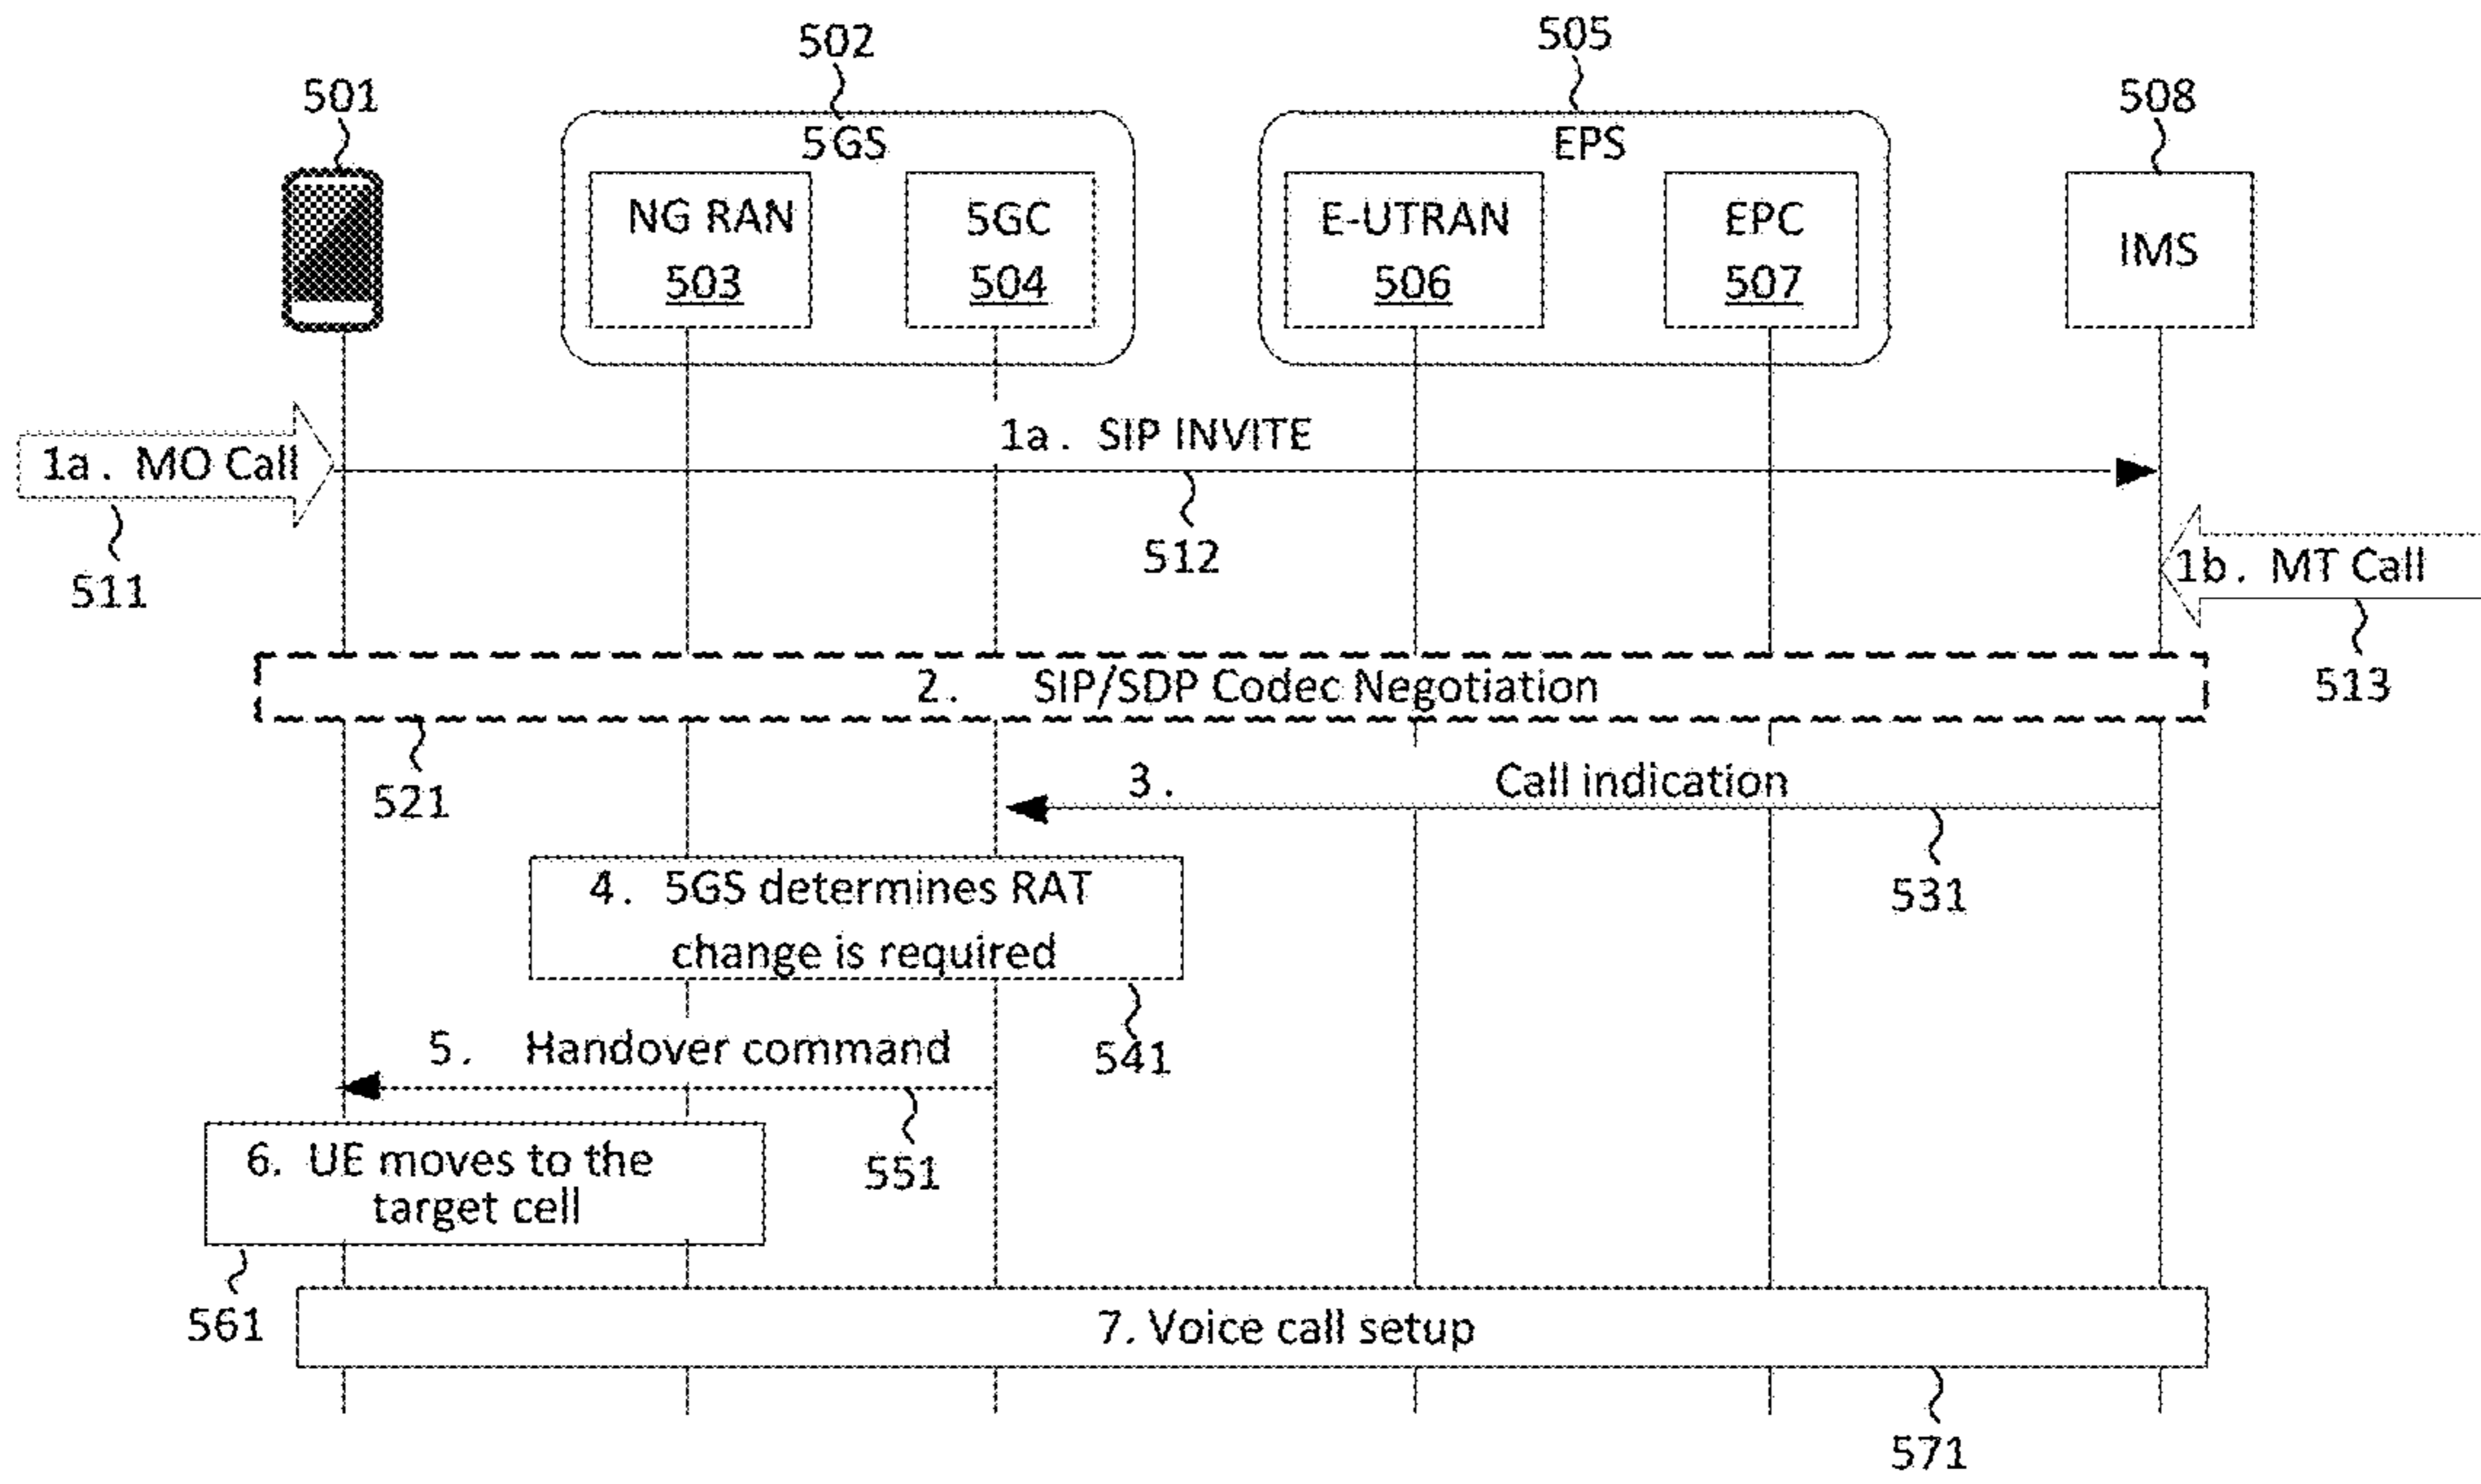 502
505
501
508
5GS
EPS
NG RAN
503
5GC
504
E-UTRAN
506
EPC
507
IMS
1a. MO Call
1a. SIP INVITE
511
512
1b. MT Call
513
2. SIP/SDP Codec Negotiation
521
3. Call indication
531
4. 5GS determines RAT
change is required
541
5. Handover command
551
6. UE moves to the
target cell
561
7. Voice call setup
571